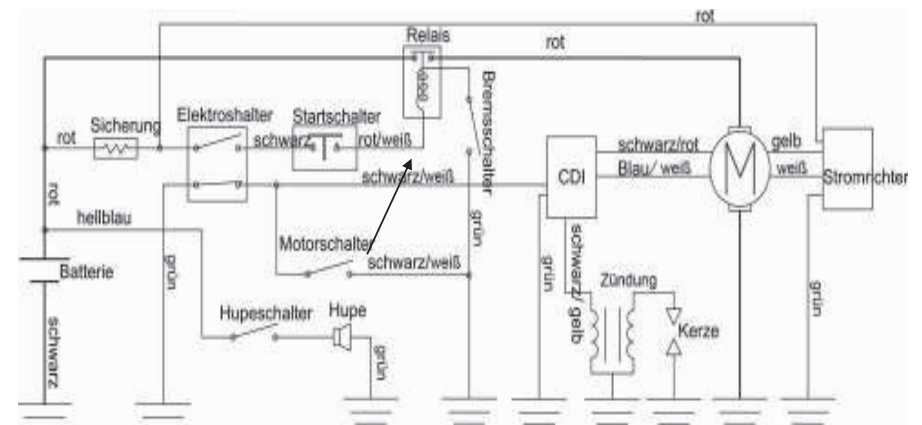 rot
Relais
rot
Bremsschalter
Elektroshalter
Startschalter
Sicherung
rot
schwarz
rot/weiß
schwarz/rot
gelb
CDI
Blau/ weiß
M
weiß
Stromrichter
schwarz/weiß
rot
hellblau
grün
Motorschalter
schwarz/weiß
grün
Batterie
grün
schwarz/ gelb
Zündung
grün
Hupeschalter
Hupe
Kerze
schwarz
grün